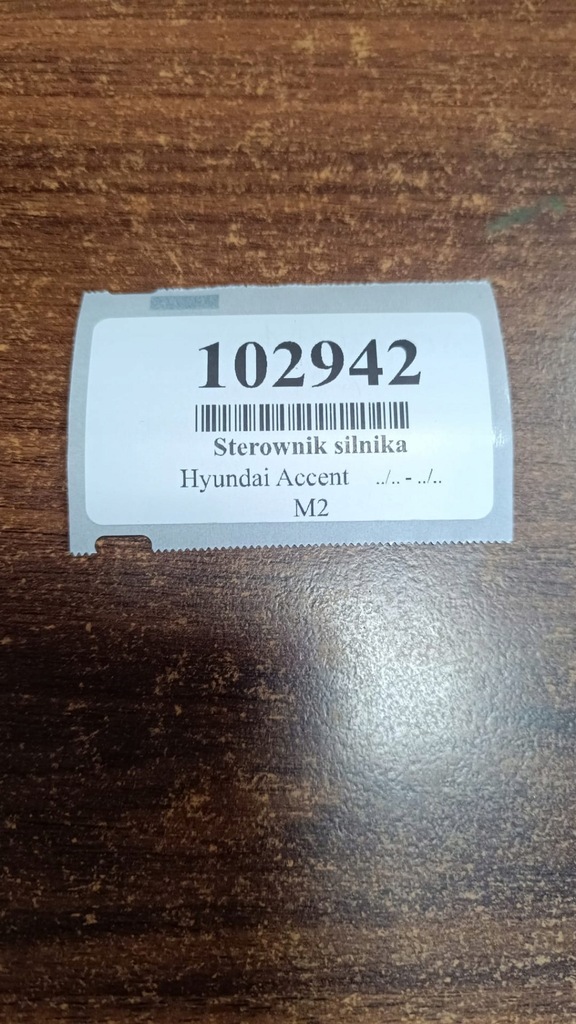 102942
Sterownik silnika
Hyundai Accent ../.. - ../..
M2